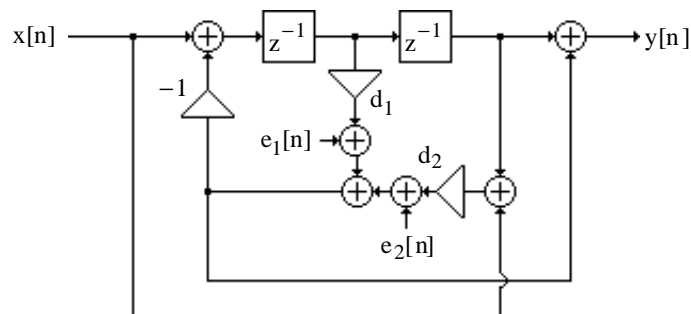 x[n]
z⁻¹
z⁻¹
y[n]
−1
d₁
e₁[n]
d₂
e₂[n]